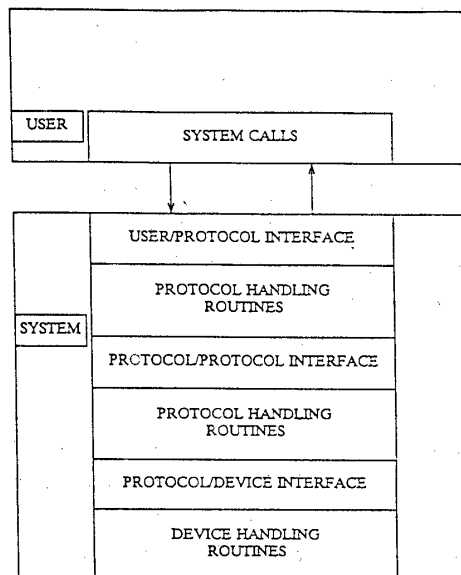 USER
SYSTEM CALLS
USER/PROTOCOL INTERFACE
PROTOCOL HANDLING
ROUTINES
SYSTEM
PROTOCOL/PROTOCOL INTERFACE
PROTOCOL HANDLING
ROUTINES
PROTOCOL/DEVICE INTERFACE
DEVICE HANDLING
ROUTINES